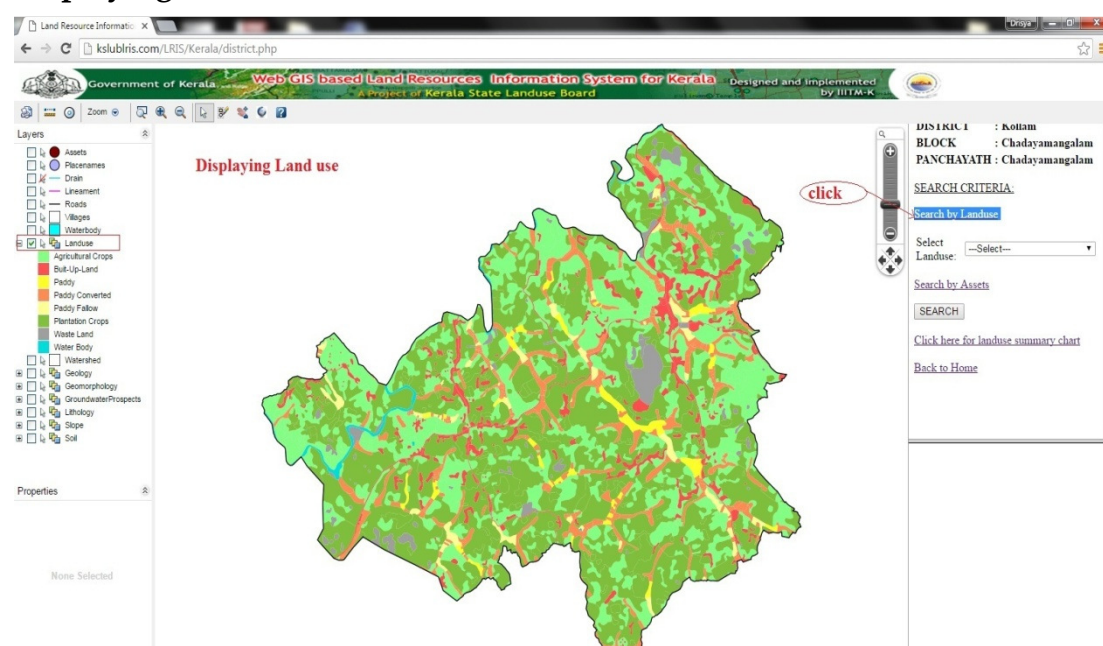 Land Resource Informatic
Drisya
kslublris.com/LRIS/Kerala/district.php
Government of Kerala
Web GIS based Land Resources Information System for Kerala
A Project of Kerala State Landuse Board
Designed and Implemented
by IIITM-K
Zoom
Layers
Assets
Placenames
Drain
Lineament
Roads
Villages
Waterbody
Landuse
Agricultural Crops
Buit-Up-Land
Paddy
Paddy Converted
Paddy Fallow
Plantation Crops
Waste Land
Water Body
Watershed
Geology
Geomorphology
GroundwaterProspects
Lithology
Slope
Soil
Properties
None Selected
Displaying Land use
click
DISTRICT : Kollam
BLOCK : Chadayamangalam
PANCHAYATH : Chadayamangalam
SEARCH CRITERIA:
Search by Landuse
Select
Landuse: ---Select---
Search by Assets
SEARCH
Click here for landuse summary chart
Back to Home